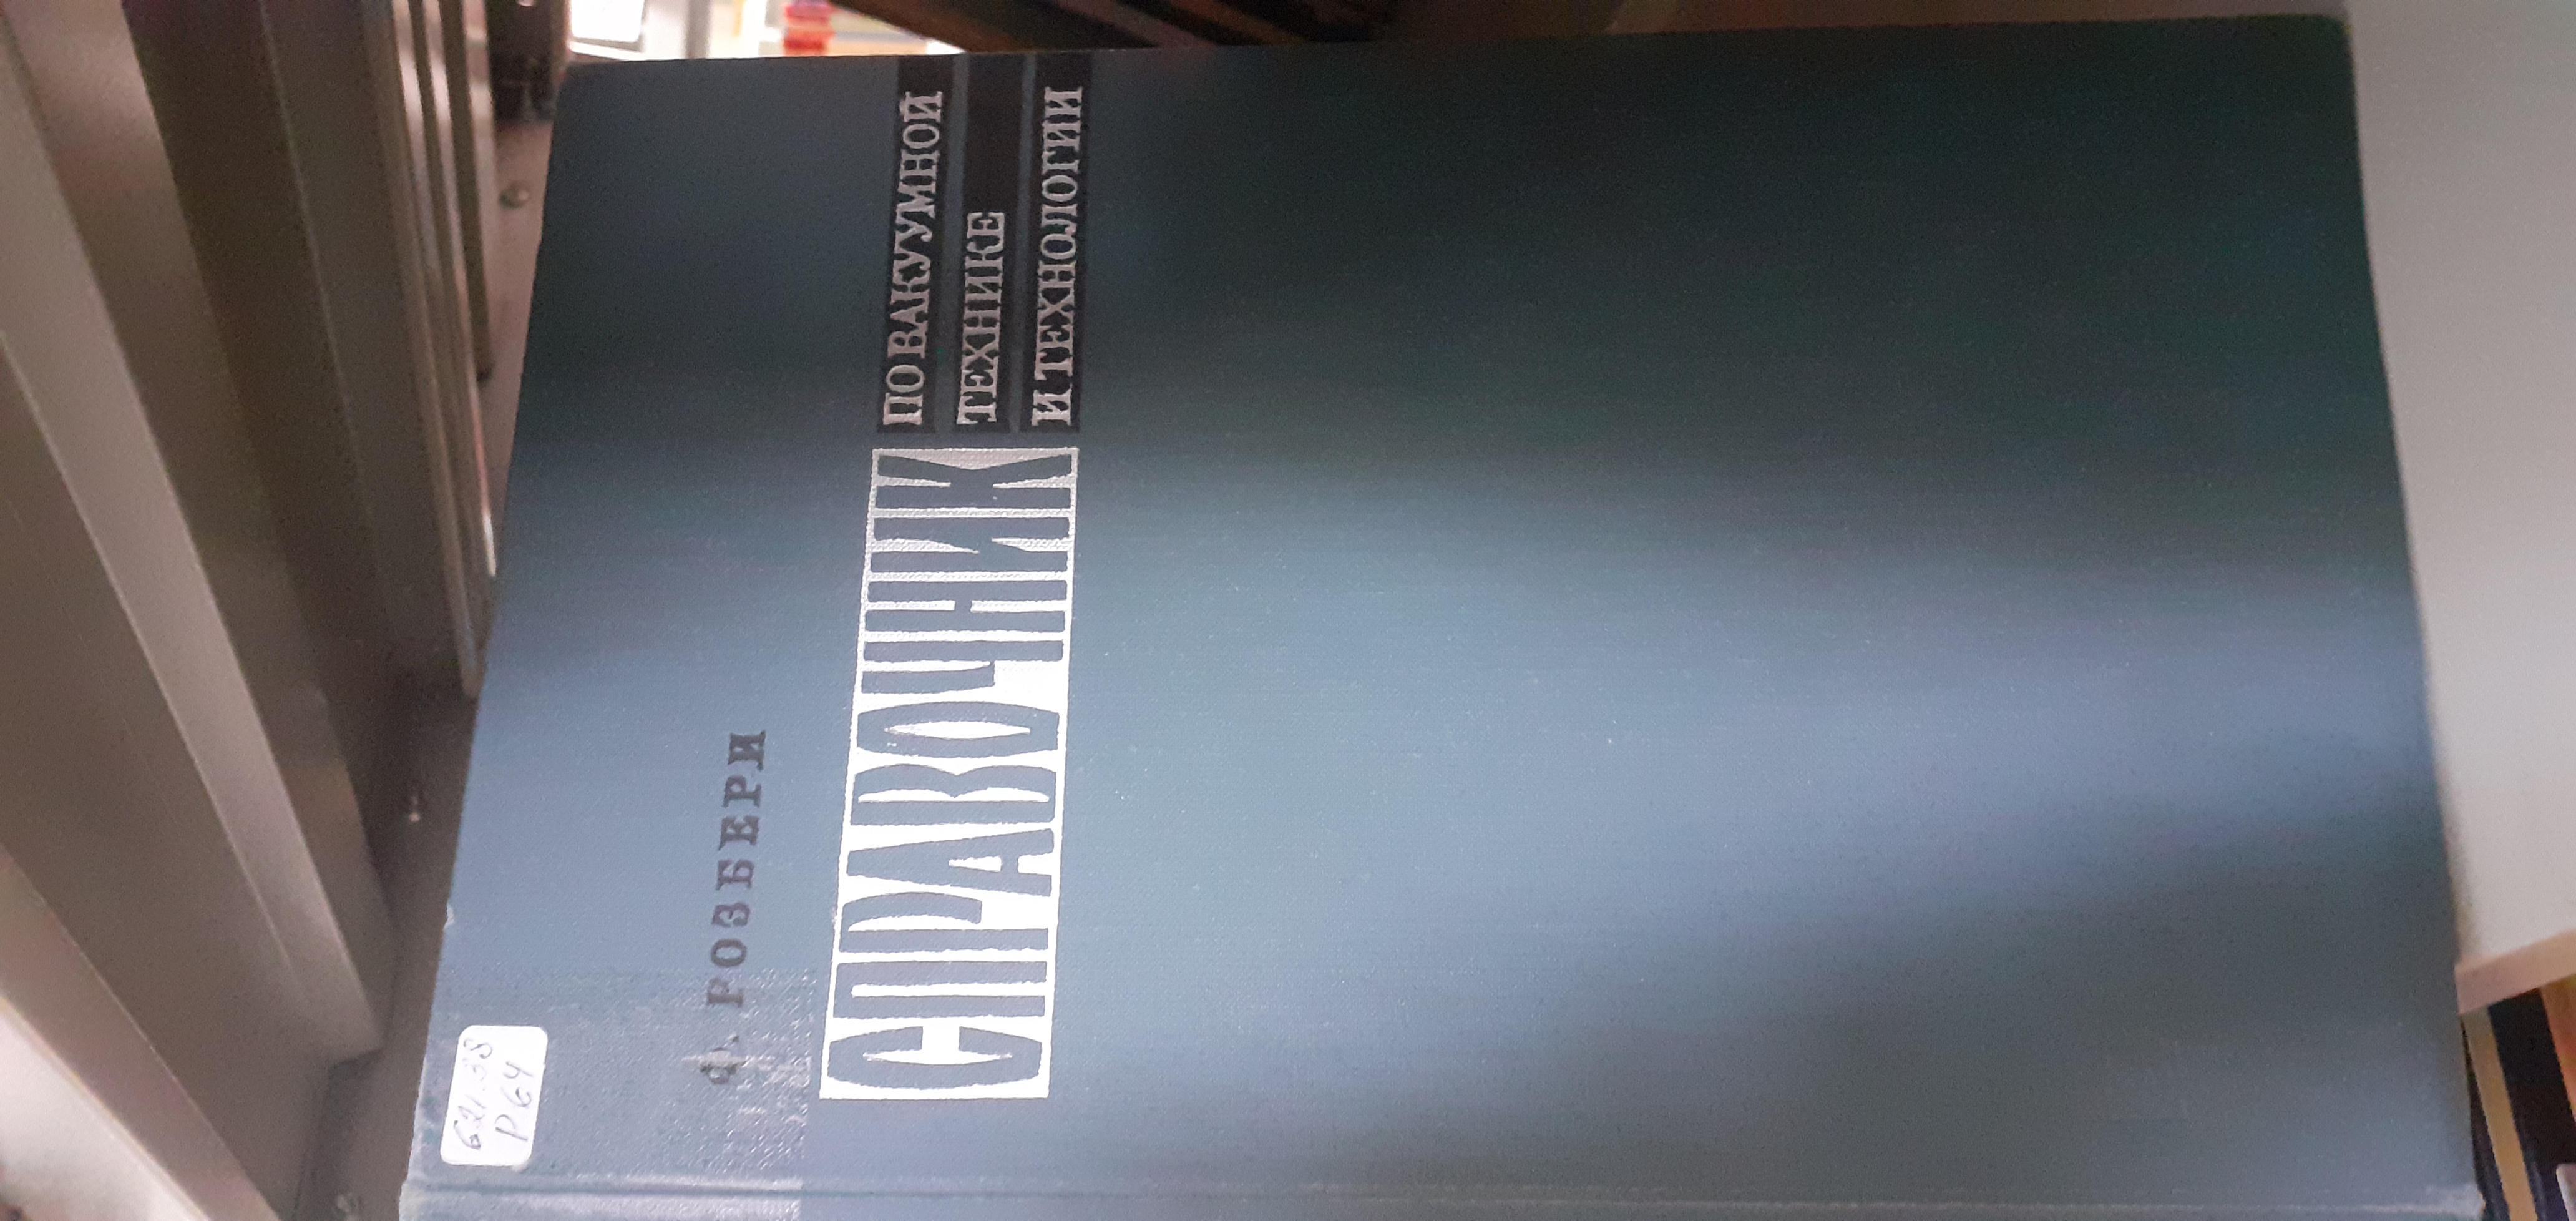 621.38
Р64
Ф. РОЗБЕРИ
СПРАВОЧНИК
ПО ВАКУУМНОЙ
ТЕХНИКЕ
И ТЕХНОЛОГИИ